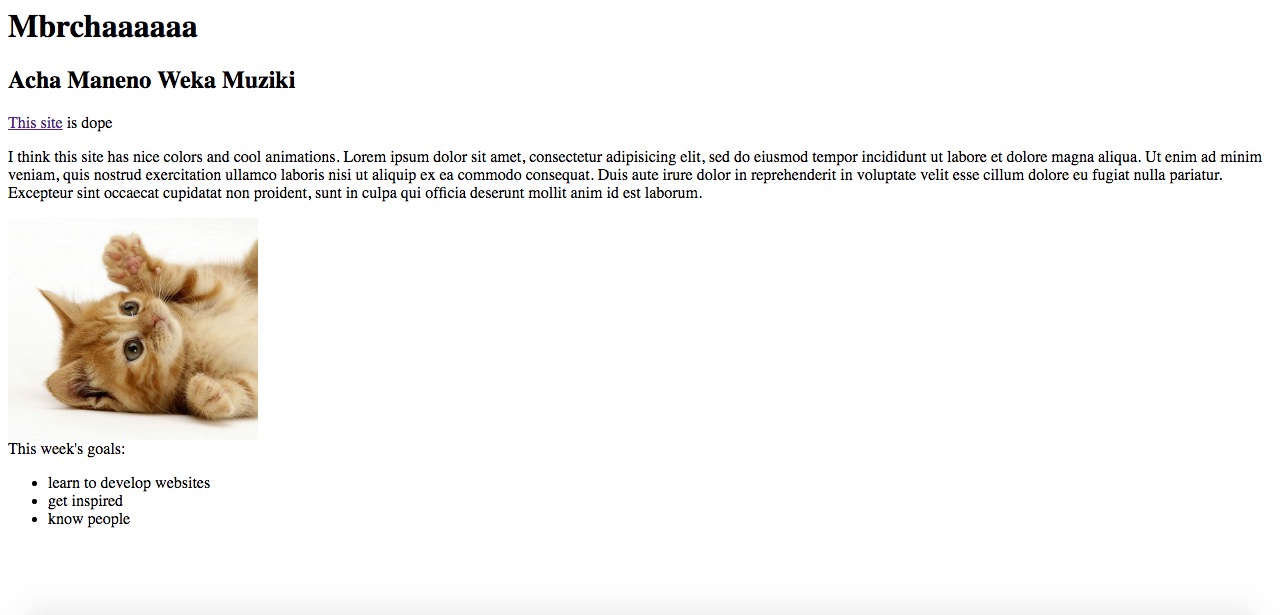 Mbrchaaaaaa
Acha Maneno Weka Muziki
This site is dope
I think this site has nice colors and cool animations. Lorem ipsum dolor sit amet, consectetur adipisicing elit, sed do eiusmod tempor incididunt ut labore et dolore magna aliqua. Ut enim ad minim
veniam, quis nostrud exercitation ullamco laboris nisi ut aliquip ex ea commodo consequat. Duis aute irure dolor in reprehenderit in voluptate velit esse cillum dolore eu fugiat nulla pariatur.
Excepteur sint occaecat cupidatat non proident, sunt in culpa qui officia deserunt mollit anim id est laborum.
This week's goals:
• learn to develop websites
• get inspired
• know people